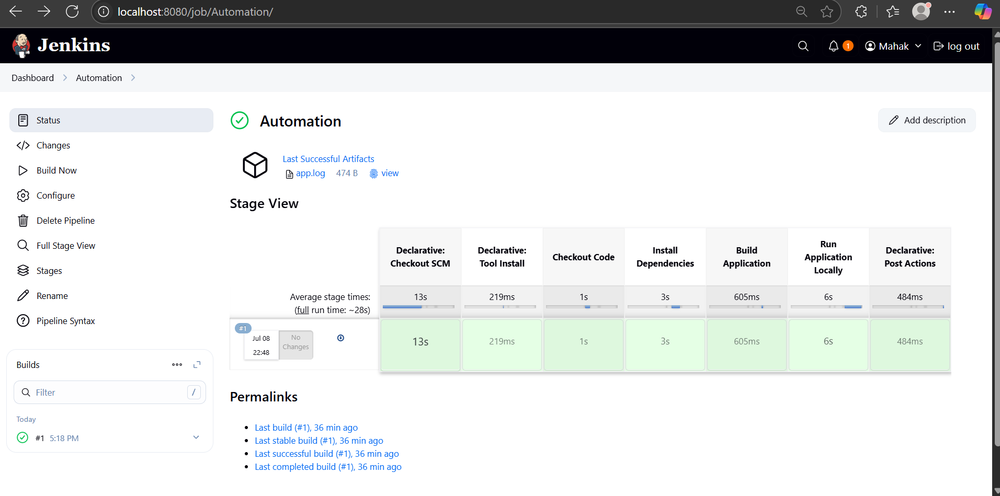 localhost:8080/job/Automation/
Jenkins
1
Mahak
log out
Dashboard
Automation
Status
Changes
Build Now
Configure
Delete Pipeline
Full Stage View
Stages
Rename
Pipeline Syntax
Builds
Filter
/
Today
#1 5:18 PM
Automation
Add description
Last Successful Artifacts
app.log 474 B view
Stage View
Declarative:
Checkout SCM
Declarative:
Tool Install
Checkout Code
Install
Dependencies
Build
Application
Run
Application
Locally
Declarative:
Post Actions
Average stage times:
(full run time: ~28s)
13s
219ms
1s
3s
605ms
6s
484ms
#1
Jul 08
22:48
No
Changes
13s
219ms
1s
3s
605ms
6s
484ms
Permalinks
Last build (#1), 36 min ago
Last stable build (#1), 36 min ago
Last successful build (#1), 36 min ago
Last completed build (#1), 36 min ago